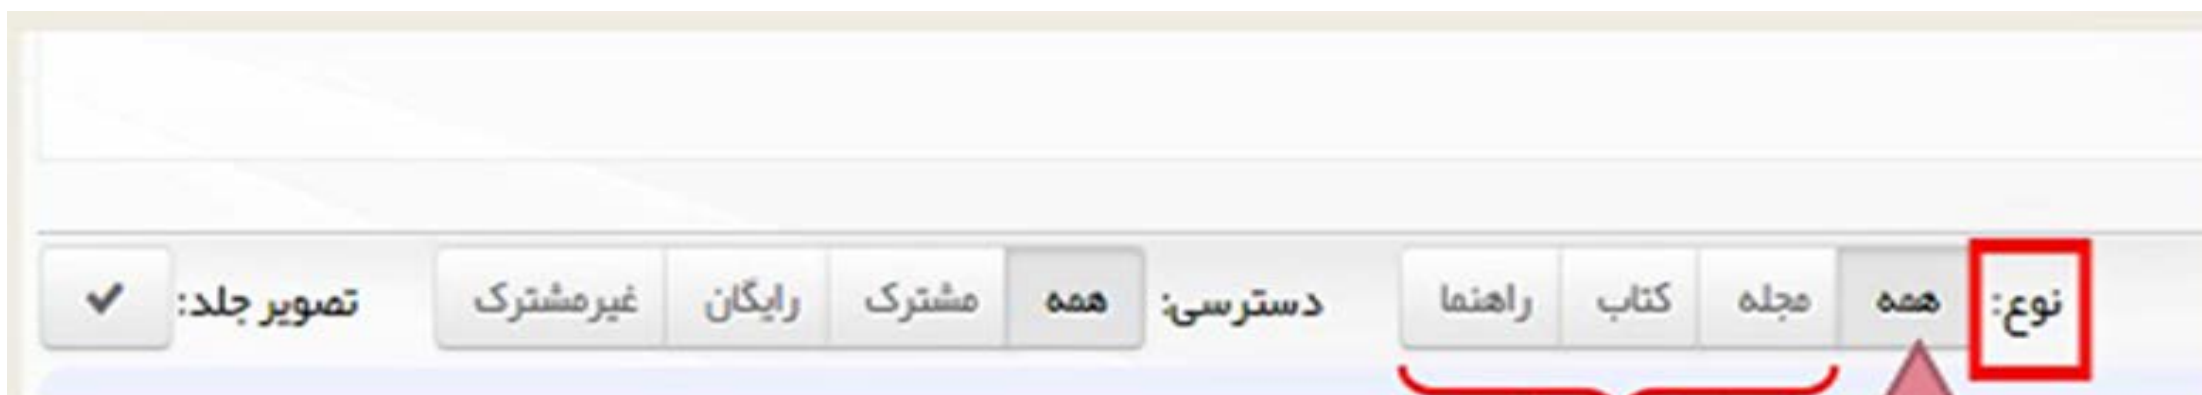 نوع: همه مجله کتاب راهنما دسترسی: همه مشترک رایگان غیرمشترک تصویر جلد: